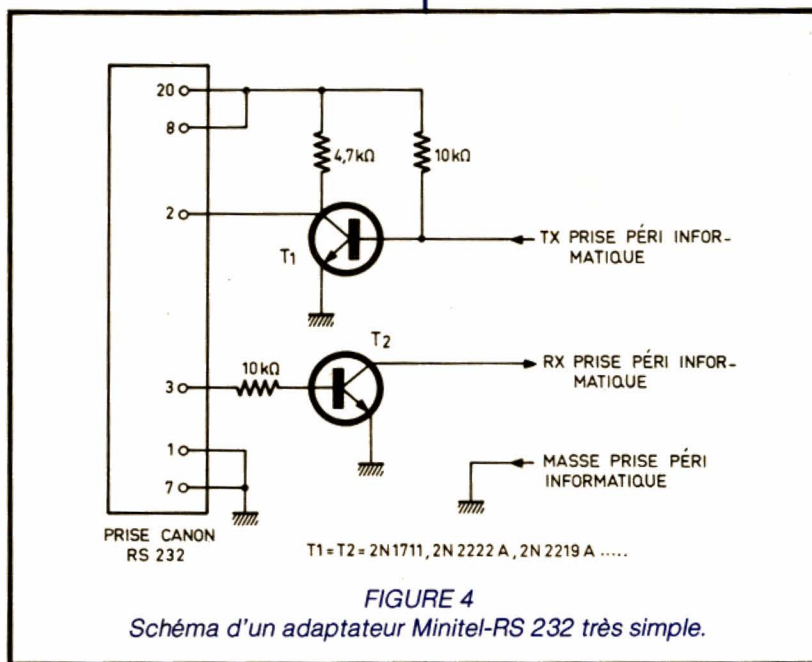 20
8
4,7kΩ
10kΩ
2
T1
TX PRISE PÉRI INFOR-
MATIQUE
T2
10kΩ
3
RX PRISE PÉRI INFOR-
MATIQUE
1
7
MASSE PRISE PÉRI
INFORMATIQUE
PRISE CANON
RS 232
T1=T2= 2N1711, 2N 2222 A, 2N 2219 A .....
FIGURE 4
Schéma d'un adaptateur Minitel-RS 232 très simple.